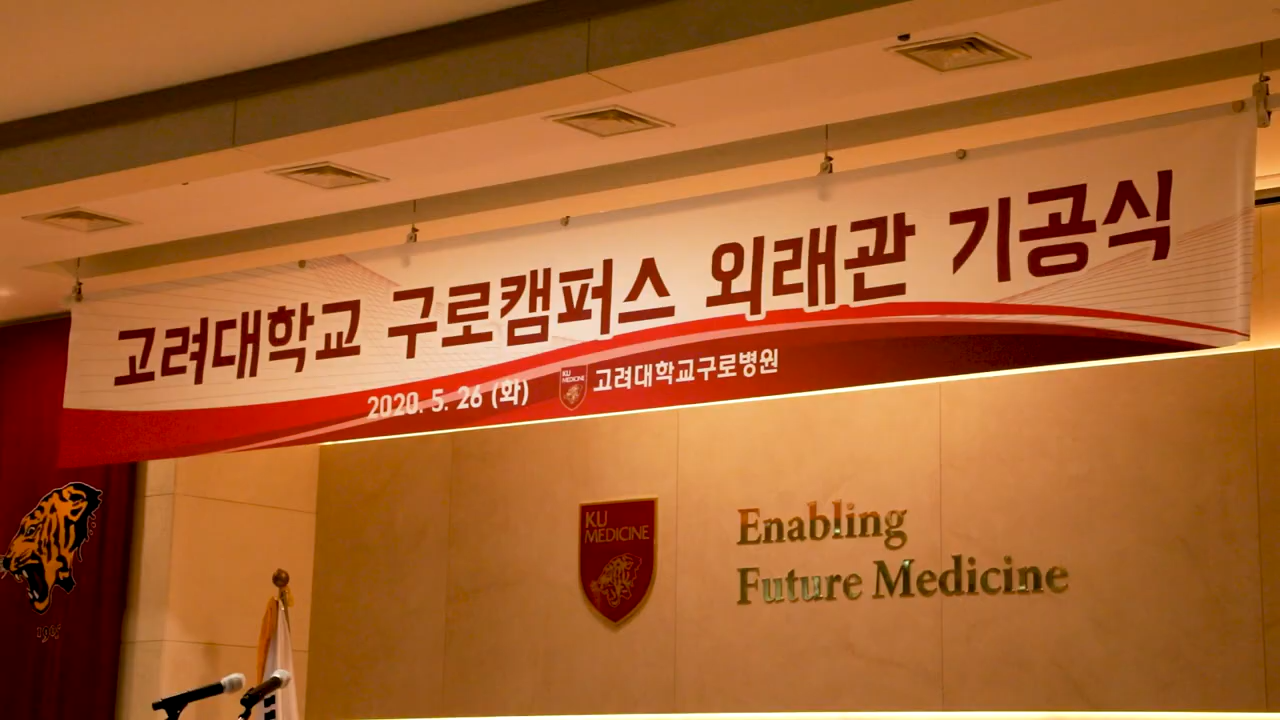 고려대학교 구로캠퍼스 외래관 기공식
2020. 5. 26 (화)
KU
MEDICINE
고려대학교구로병원
KU
MEDICINE
Enabling
Future Medicine